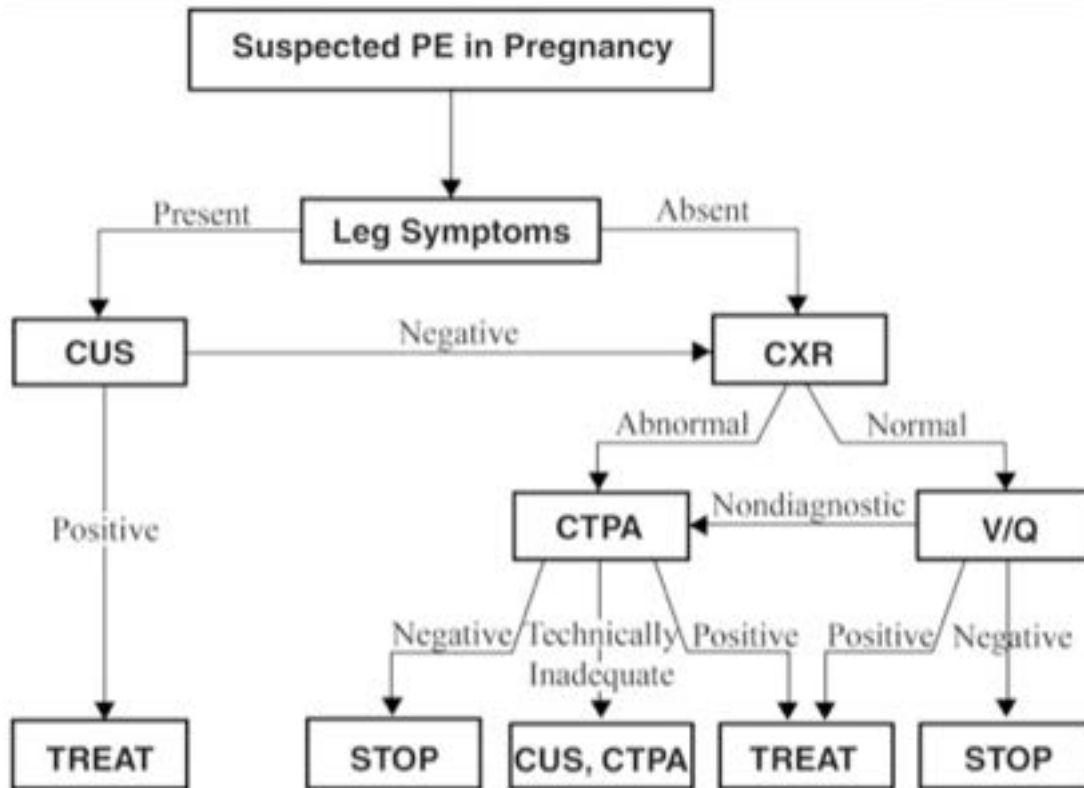 Suspected PE in Pregnancy
Present
Absent
Leg Symptoms
CUS
Negative
CXR
Abnormal
Normal
CTPA
Nondiagnostic
V/Q
Positive
Negative
Technically
Inadequate
Positive
Positive
Negative
TREAT
STOP
CUS, CTPA
TREAT
STOP